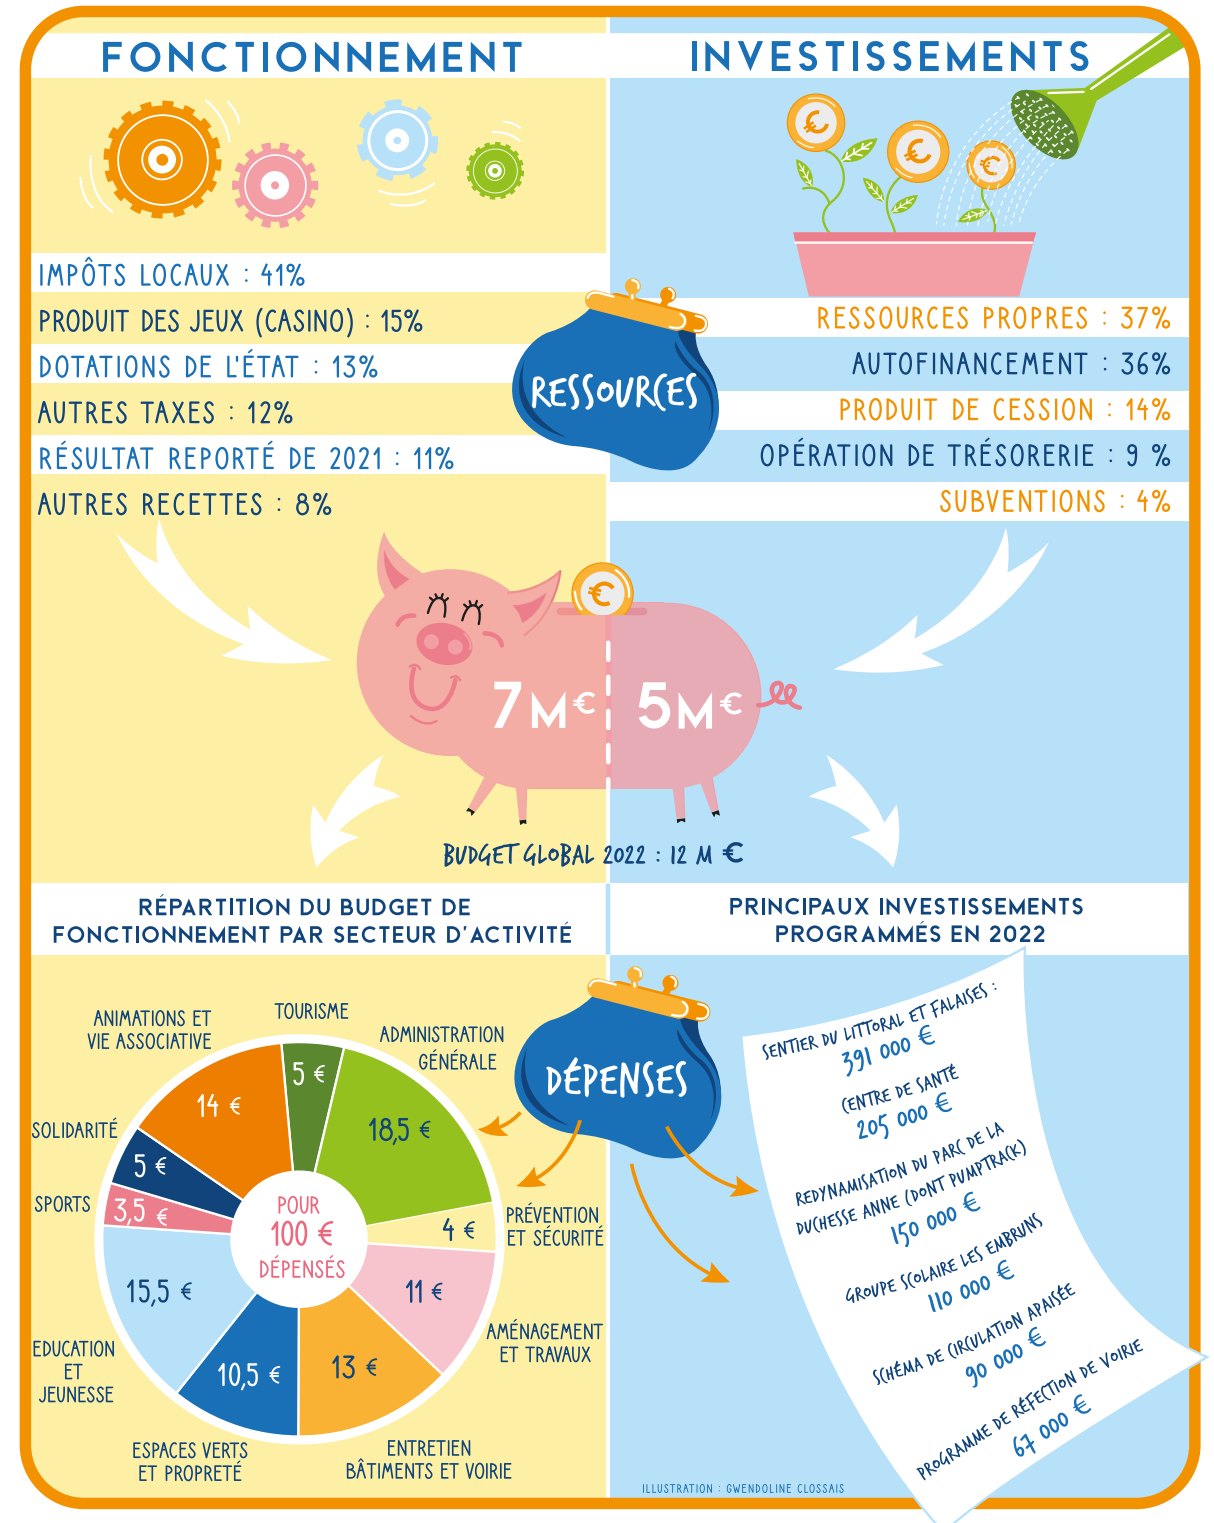 FONCTIONNEMENT
INVESTISSEMENTS
IMPÔTS LOCAUX : 41%
PRODUIT DES JEUX (CASINO) : 15%
DOTATIONS DE L'ÉTAT : 13%
AUTRES TAXES : 12%
RÉSULTAT REPORTÉ DE 2021 : 11%
AUTRES RECETTES : 8%
RESSOURCES
RESSOURCES PROPRES : 37%
AUTOFINANCEMENT : 36%
PRODUIT DE CESSION : 14%
OPÉRATION DE TRÉSORERIE : 9 %
SUBVENTIONS : 4%
€
€
€
€
7M€
5M€
BUDGET GLOBAL 2022 : 12 M €
RÉPARTITION DU BUDGET DE
FONCTIONNEMENT PAR SECTEUR D'ACTIVITÉ
PRINCIPAUX INVESTISSEMENTS
PROGRAMMÉS EN 2022
DÉPENSES
TOURISME
5 €
ADMINISTRATION
GÉNÉRALE
18,5 €
PRÉVENTION
ET SÉCURITÉ
4 €
AMÉNAGEMENT
ET TRAVAUX
11 €
ENTRETIEN
BÂTIMENTS ET VOIRIE
13 €
ESPACES VERTS
ET PROPRETÉ
10,5 €
EDUCATION
ET
JEUNESSE
15,5 €
SPORTS
3,5 €
SOLIDARITÉ
5 €
ANIMATIONS ET
VIE ASSOCIATIVE
14 €
POUR
100 €
DÉPENSÉS
SENTIER DU LITTORAL ET FALAISES :
391 000 €
CENTRE DE SANTÉ
205 000 €
REDYNAMISATION DU PARC DE LA
DUCHESSE ANNE (DONT PUMPTRACK)
150 000 €
GROUPE SCOLAIRE LES EMBRUNS
110 000 €
SCHÉMA DE CIRCULATION APAISÉE
90 000 €
PROGRAMME DE RÉFECTION DE VOIRIE
67 000 €
ILLUSTRATION : GWENDOLINE CLOSSAIS